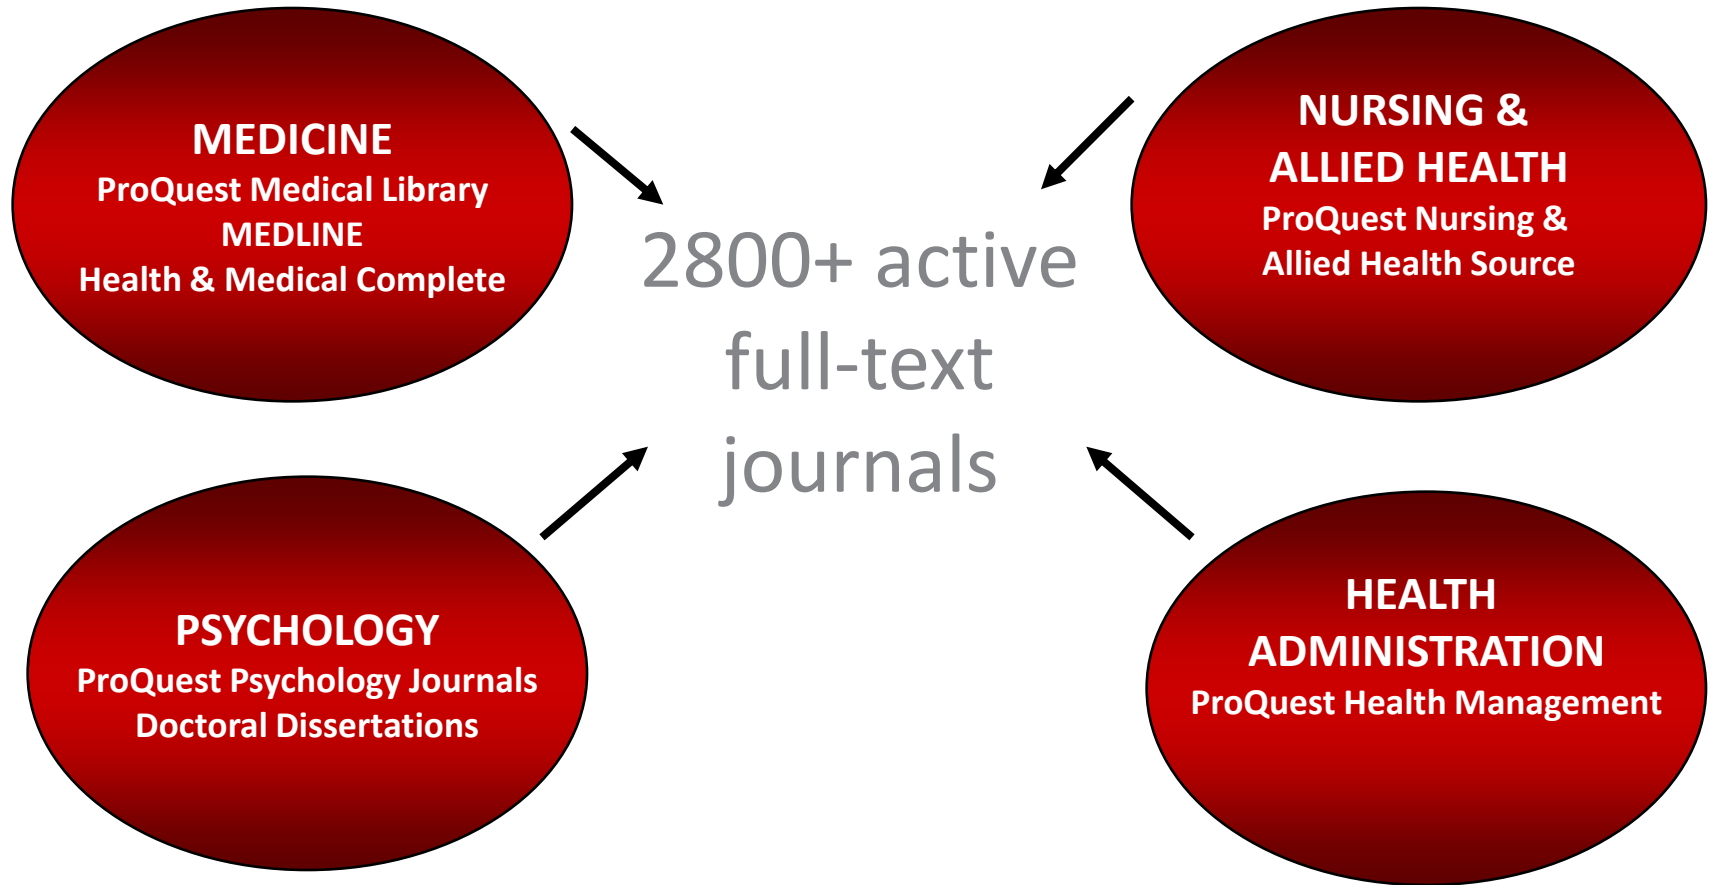 MEDICINE
ProQuest Medical Library
MEDLINE
Health & Medical Complete
NURSING &
ALLIED HEALTH
ProQuest Nursing &
Allied Health Source
2800+ active
full-text
journals
PSYCHOLOGY
ProQuest Psychology Journals
Doctoral Dissertations
HEALTH
ADMINISTRATION
ProQuest Health Management